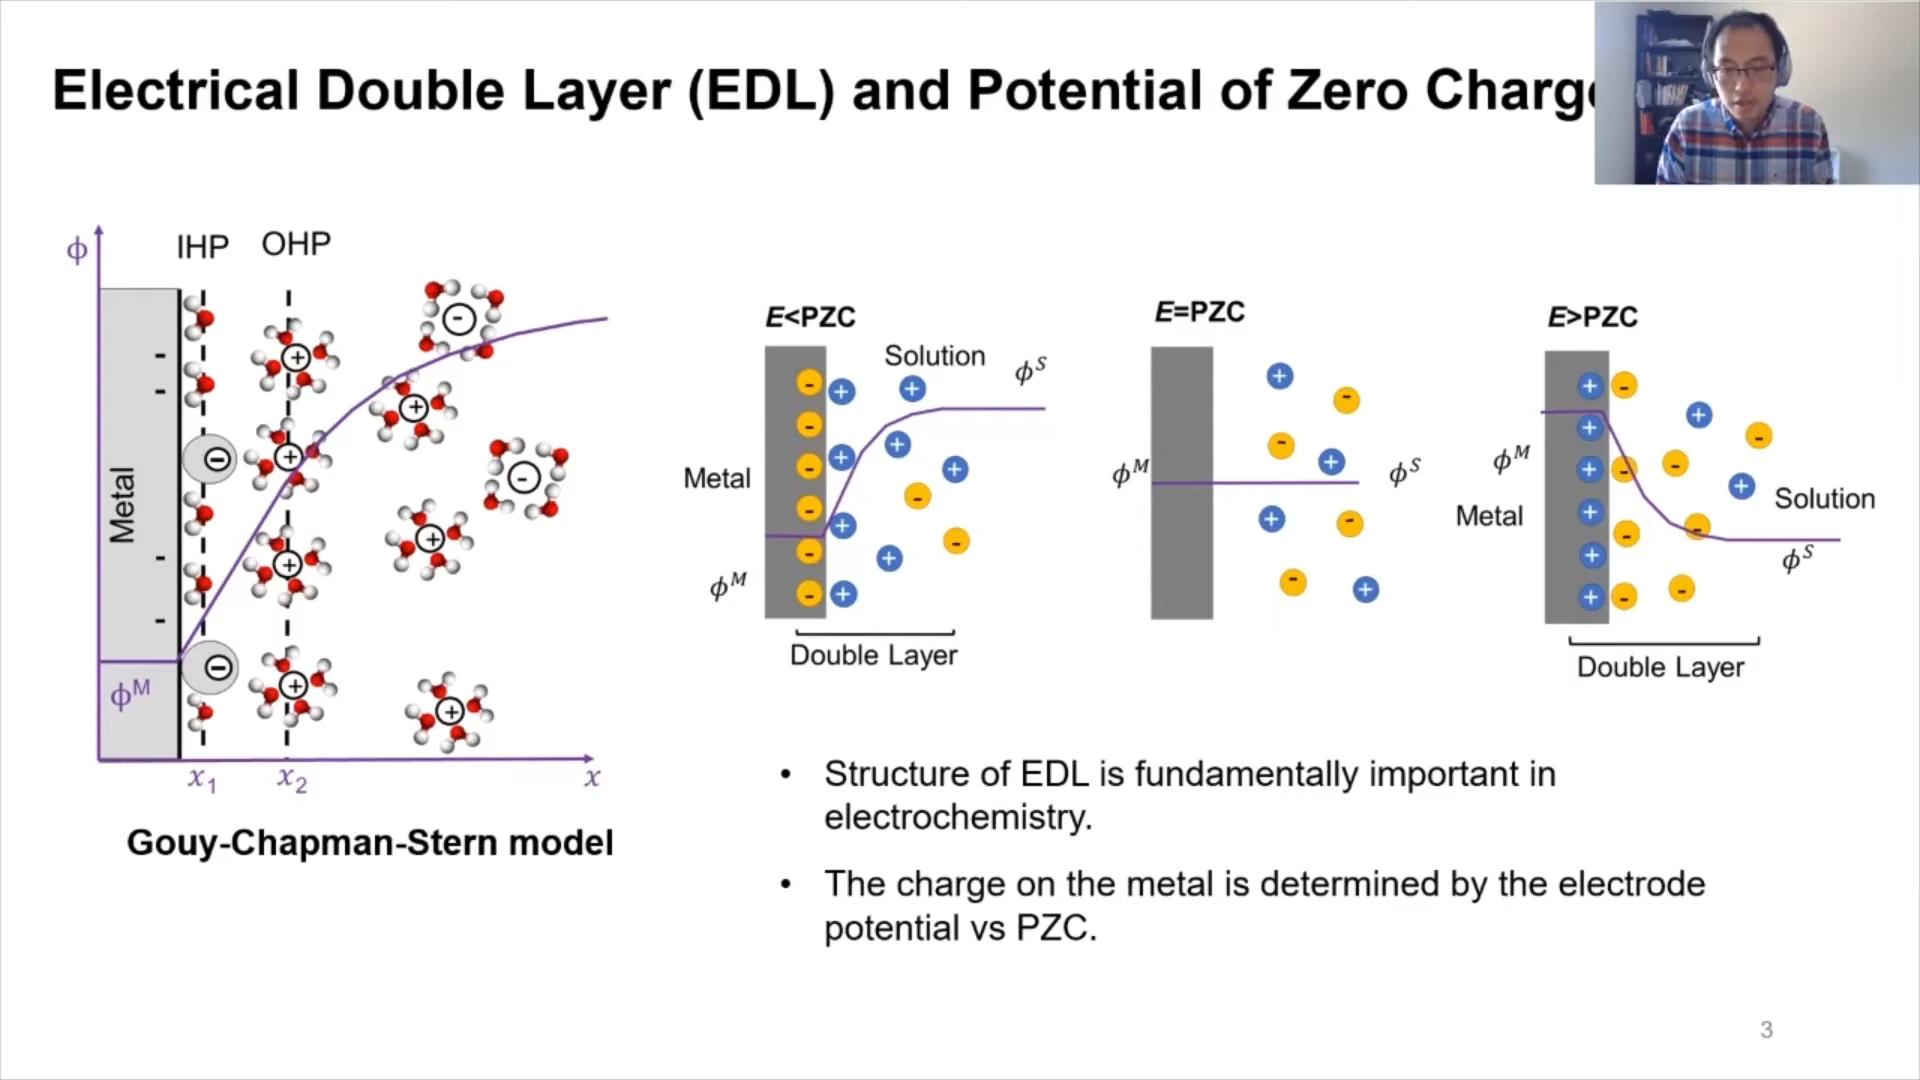 Electrical Double Layer (EDL) and Potential of Zero Charg
ϕ
IHP
OHP
-
-
-
-
Metal
ϕᴹ
x₁
x₂
x
Gouy-Chapman-Stern model
E<PZC
Solution
ϕˢ
Metal
ϕᴹ
Double Layer
E=PZC
ϕᴹ
ϕˢ
E>PZC
ϕᴹ
Metal
Solution
ϕˢ
Double Layer
• Structure of EDL is fundamentally important in
electrochemistry.
• The charge on the metal is determined by the electrode
potential vs PZC.
3